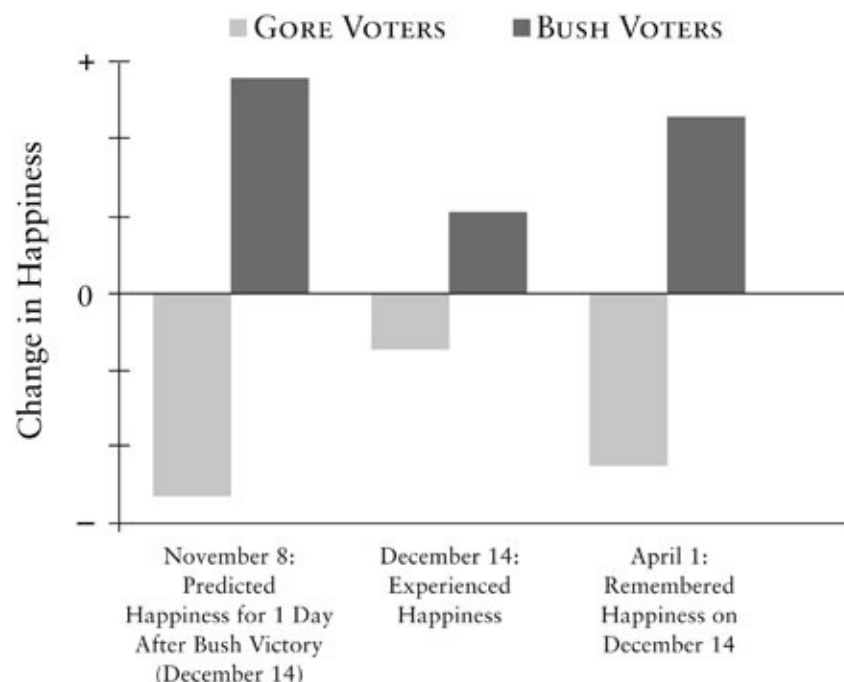 GORE VOTERS BUSH VOTERS
+
Change in Happiness
0
–
November 8:
Predicted
Happiness for 1 Day
After Bush Victory
(December 14)
December 14:
Experienced
Happiness
April 1:
Remembered
Happiness on
December 14